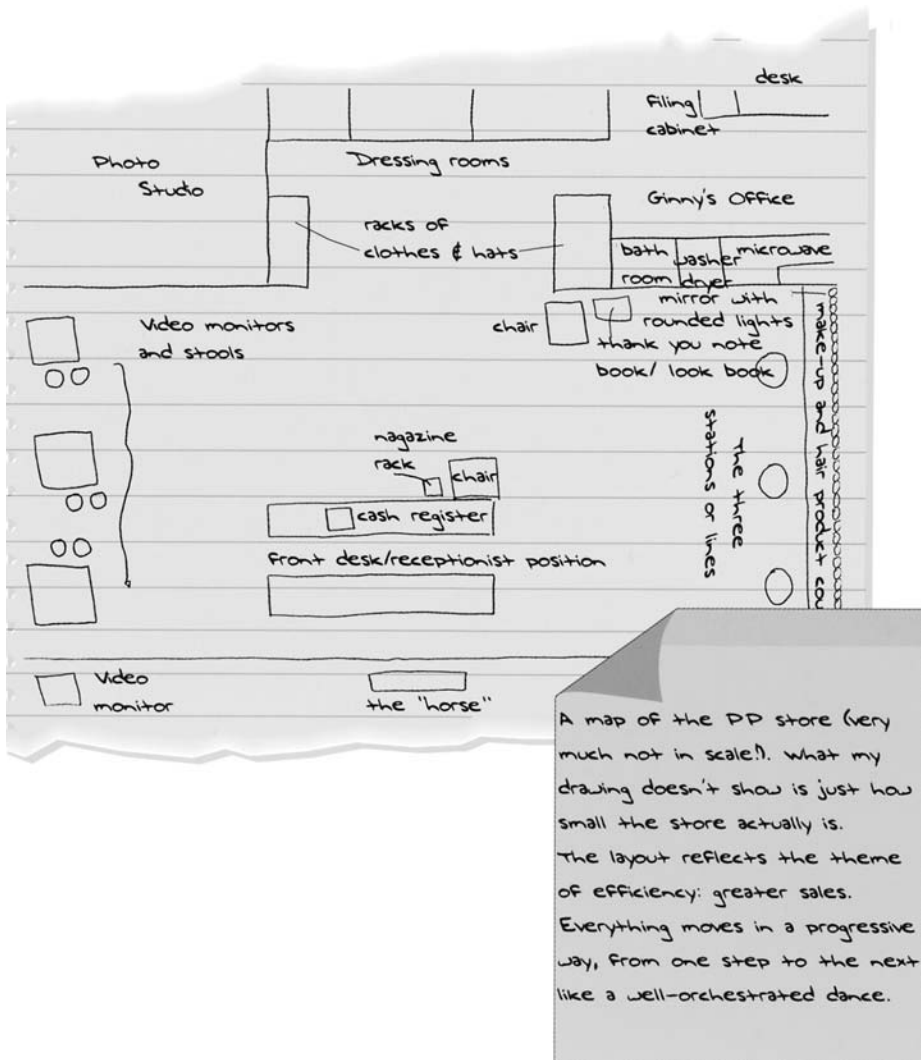 desk
Filing
cabinet
Photo
Studio
Dressing rooms
Ginny's Office
racks of
clothes & hats
bath
room
washer
dryer
microwave
Video monitors
and stools
chair
mirror with
rounded lights
thank you note
book/ look book
make-up and hair product cou
The three
stations or lines
nagazine
rack
chair
cash register
Front desk/receptionist position
Video
monitor
the "horse"
A map of the PP store (very
much not in scale!). What my
drawing doesn't show is just how
small the store actually is.
The layout reflects the theme
of efficiency: greater sales.
Everything moves in a progressive
way, from one step to the next
like a well-orchestrated dance.